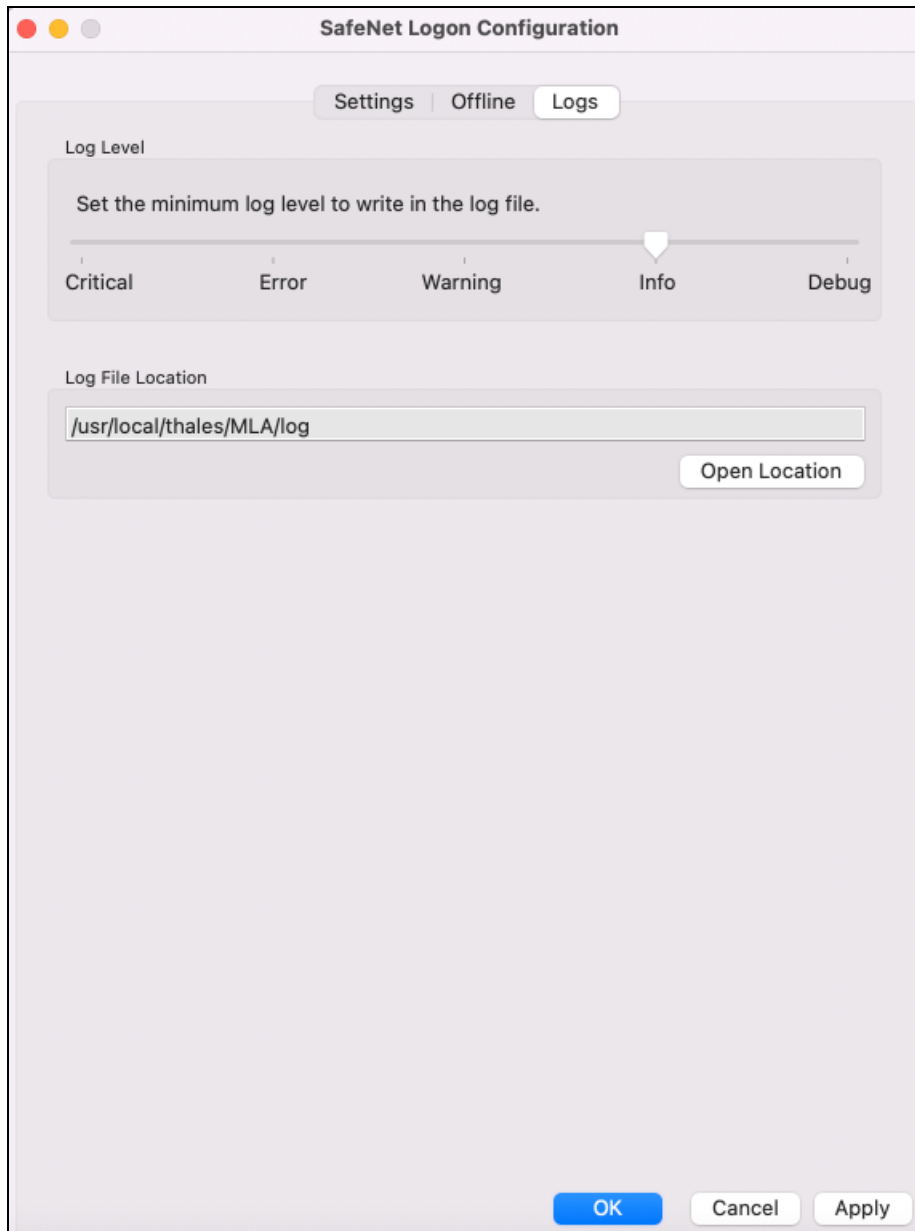 SafeNet Logon Configuration
Settings Offline Logs
Log Level
Set the minimum log level to write in the log file.
Critical Error Warning Info Debug
Log File Location
/usr/local/thales/MLA/log
Open Location
OK Cancel Apply